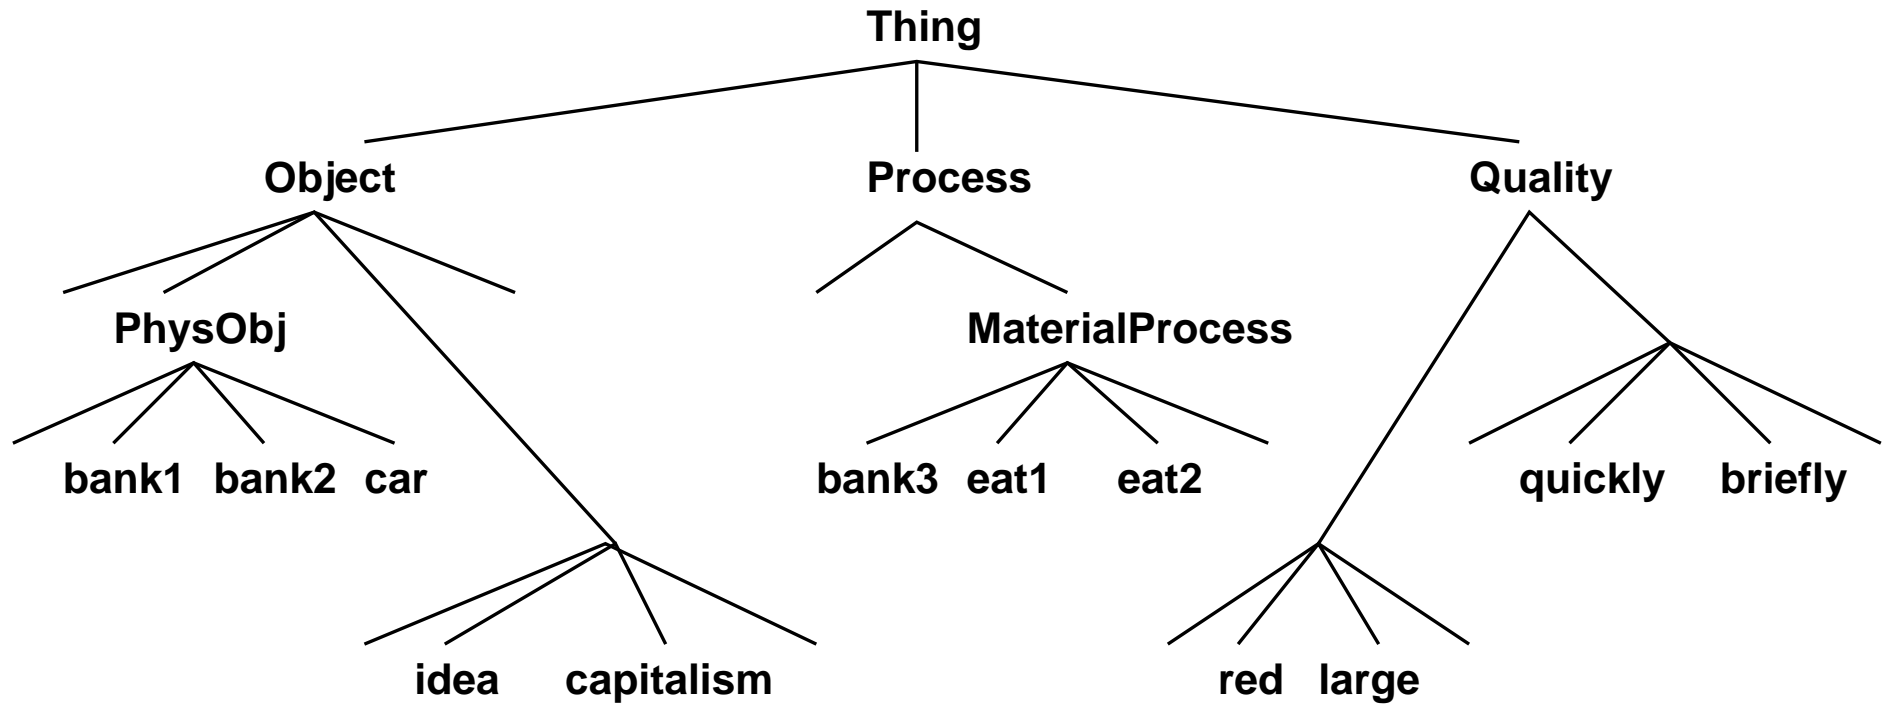 Thing
Object Process Quality
PhysObj MaterialProcess
bank1 bank2 car bank3 eat1 eat2 quickly briefly
idea capitalism red large